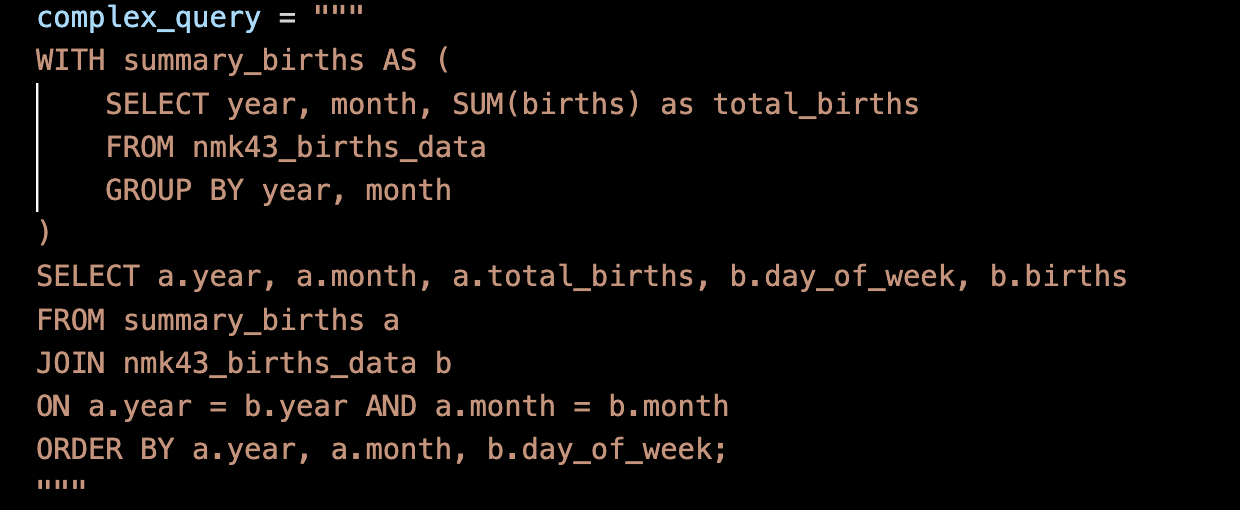 complex_query = """
WITH summary_births AS (
    SELECT year, month, SUM(births) as total_births
    FROM nmk43_births_data
    GROUP BY year, month
)
SELECT a.year, a.month, a.total_births, b.day_of_week, b.births
FROM summary_births a
JOIN nmk43_births_data b
ON a.year = b.year AND a.month = b.month
ORDER BY a.year, a.month, b.day_of_week;
"""